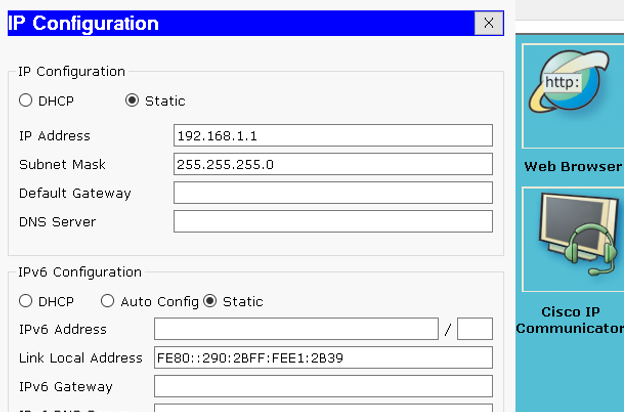 IP Configuration X
IP Configuration
DHCP Static
IP Address 192.168.1.1
Subnet Mask 255.255.255.0
Default Gateway
DNS Server
IPv6 Configuration
DHCP Auto Config Static
IPv6 Address /
Link Local Address FE80::290:2BFF:FEE1:2B39
IPv6 Gateway
http:
Web Browser
Cisco IP
Communicator